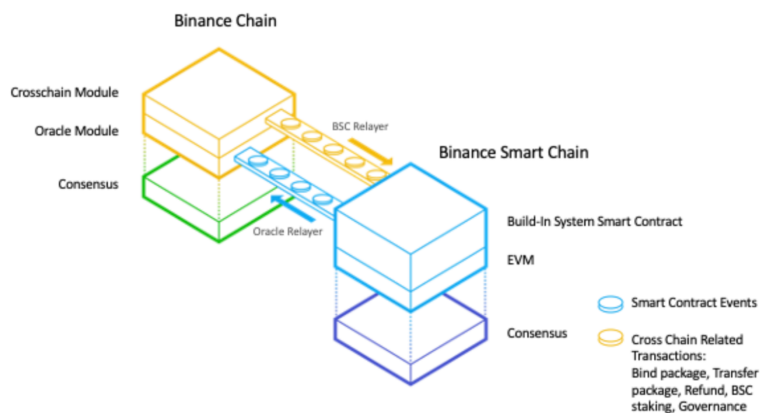 Binance Chain
Crosschain Module
Oracle Module
Consensus
BSC Relayer
Oracle Relayer
Binance Smart Chain
Build-In System Smart Contract
EVM
Consensus
Smart Contract Events
Cross Chain Related
Transactions:
Bind package, Transfer
package, Refund, BSC
staking, Governance